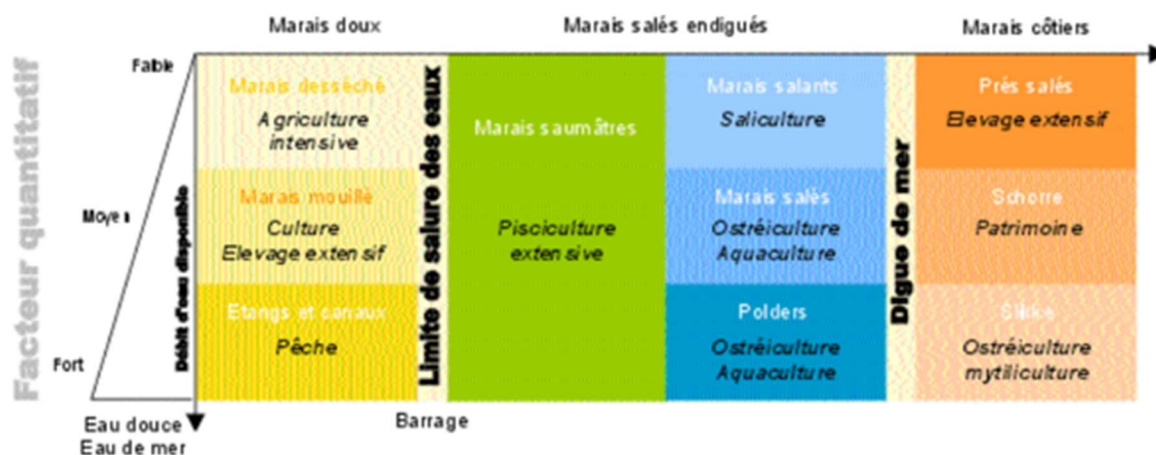 Marais doux
Marais salés endigués
Marais côtiers
Facteur quantitatif
Faible
Moyen
Fort
Débit d'eau disponible
Eau douce
Eau de mer
Marais desséché
Agriculture
intensive
Marais mouillé
Culture
Elevage extensif
Etangs et canaux
Pêche
Limite de salure des eaux
Barrage
Marais saumâtres
Pisciculture
extensive
Marais salants
Saliculture
Marais salés
Ostréiculture
Aquaculture
Polders
Ostréiculture
Aquaculture
Digue de mer
Prés salés
Elevage extensif
Schorre
Patrimoine
Slikke
Ostréiculture
mytiliculture